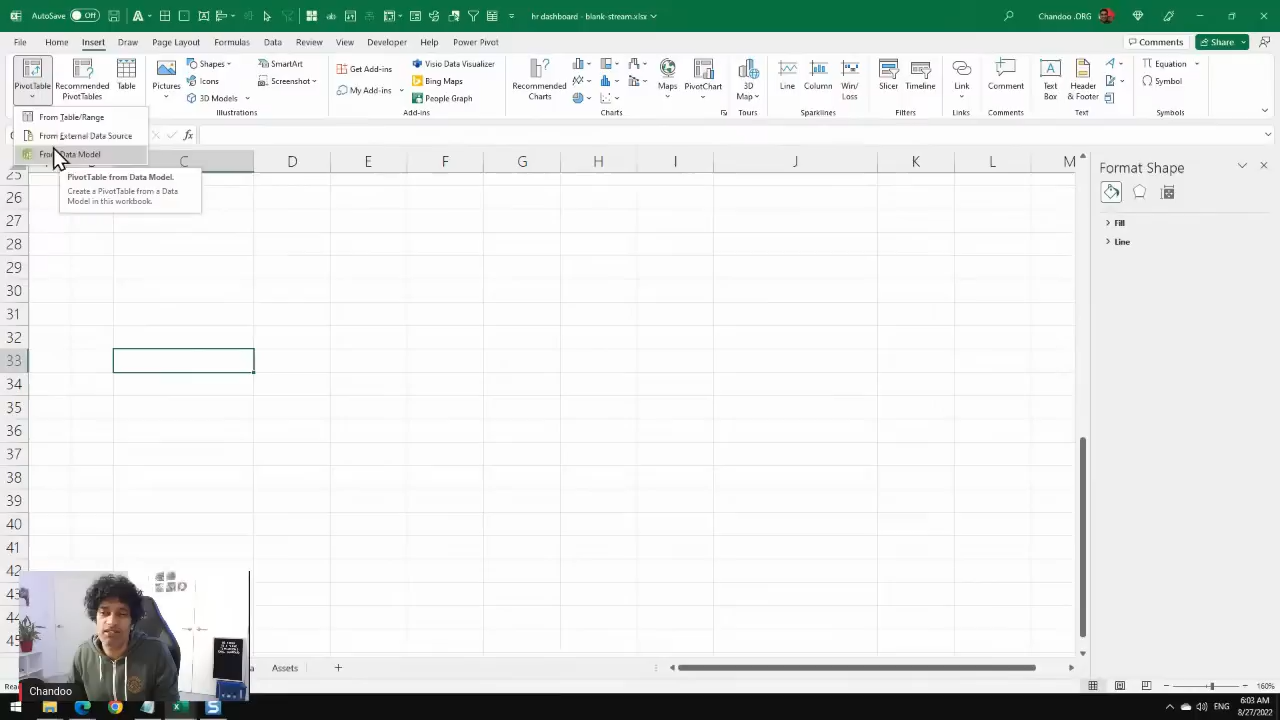 AutoSave Off
hr dashboard - blank-stream.xlsx
Chandoo .ORG
File Home Insert Draw Page Layout Formulas Data Review View Developer Help Power Pivot
Comments Share
PivotTable
Recommended
PivotTables
Table
Pictures
Shapes
Icons
3D Models
SmartArt
Screenshot
Illustrations
Get Add-ins
My Add-ins
Visio Data Visualizer
Bing Maps
People Graph
Add-ins
Recommended
Charts
Maps
PivotChart
Charts
3D
Map
Tours
Line
Column
Win/
Loss
Sparklines
Slicer
Timeline
Filters
Link
Links
Comment
Comments
Text
Box
Header
& Footer
Text
Equation
Symbol
Symbols
From Table/Range
From External Data Source
Data Model
PivotTable from Data Model.
Create a PivotTable from a Data
Model in this workbook.
fx
C D E F G H I J K L M
26
27
28
29
30
31
32
33
34
35
36
37
38
39
40
41
42
43
44
Format Shape
Fill
Line
Chandoo
Assets
160%
ENG
6:03 AM
8/27/2022